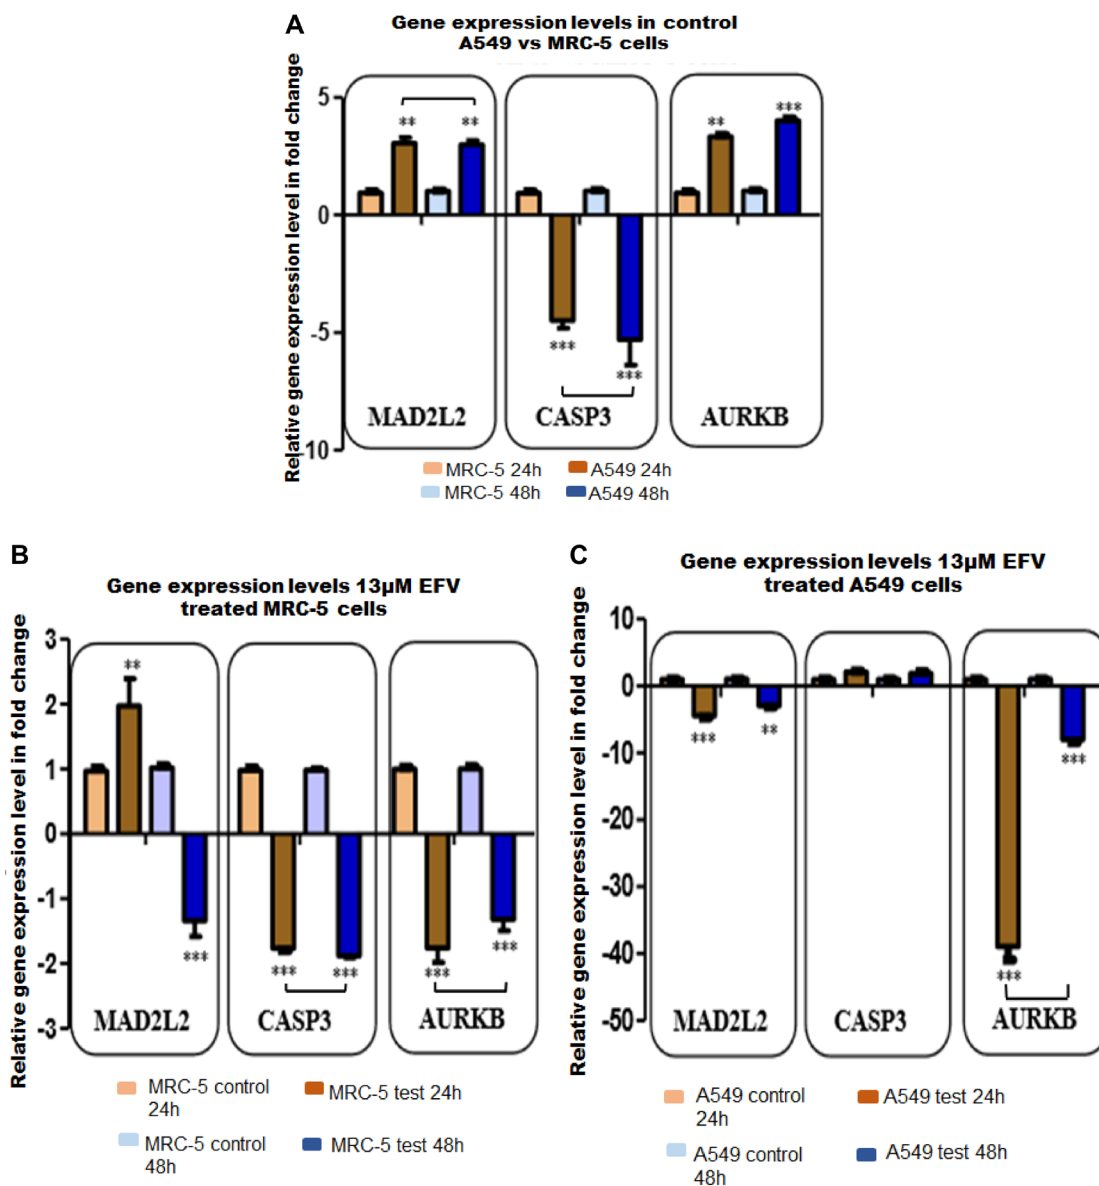 A
Gene expression levels in control
A549 vs MRC-5 cells
Relative gene expression level in fold change
5
0
-5
-10
**
**
***
***
**
***
MAD2L2
CASP3
AURKB
MRC-5 24h
A549 24h
MRC-5 48h
A549 48h
B
Gene expression levels 13µM EFV
treated MRC-5 cells
Relative gene expression level in fold change
3
2
1
0
-1
-2
-3
**
***
***
***
***
***
MAD2L2
CASP3
AURKB
MRC-5 control
24h
MRC-5 test 24h
MRC-5 control
48h
MRC-5 test 48h
C
Gene expression levels 13µM EFV
treated A549 cells
Relative gene expression level in fold change
10
0
-10
-20
-30
-40
-50
***
**
***
***
MAD2L2
CASP3
AURKB
A549 control
24h
A549 test 24h
A549 control
48h
A549 test 48h